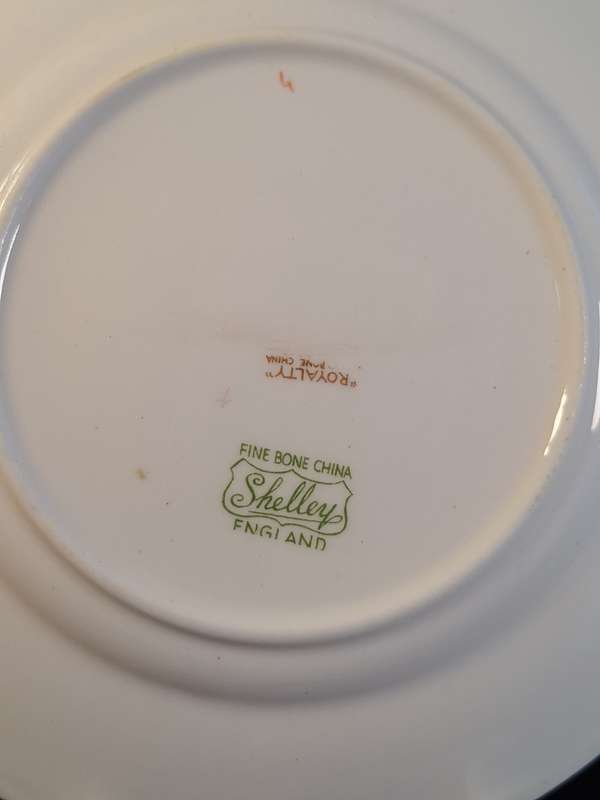 "ROYALTY"
BONE CHINA
FINE BONE CHINA
Shelley
ENGLAND